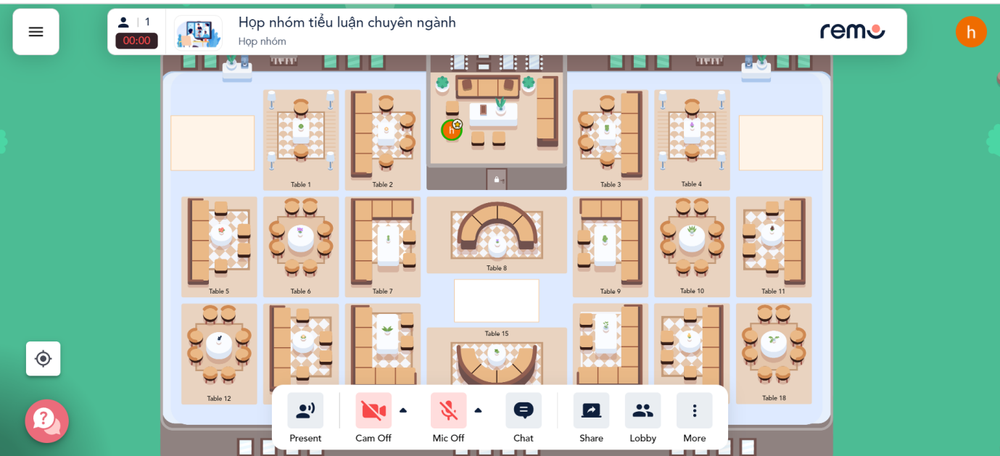 1
00:00
Họp nhóm tiểu luận chuyên ngành
Họp nhóm
remo
h
h
Table 1
Table 2
Table 3
Table 4
Table 5
Table 6
Table 7
Table 8
Table 9
Table 10
Table 11
Table 15
Table 12
Table 18
Present
Cam Off
Mic Off
Chat
Share
Lobby
More